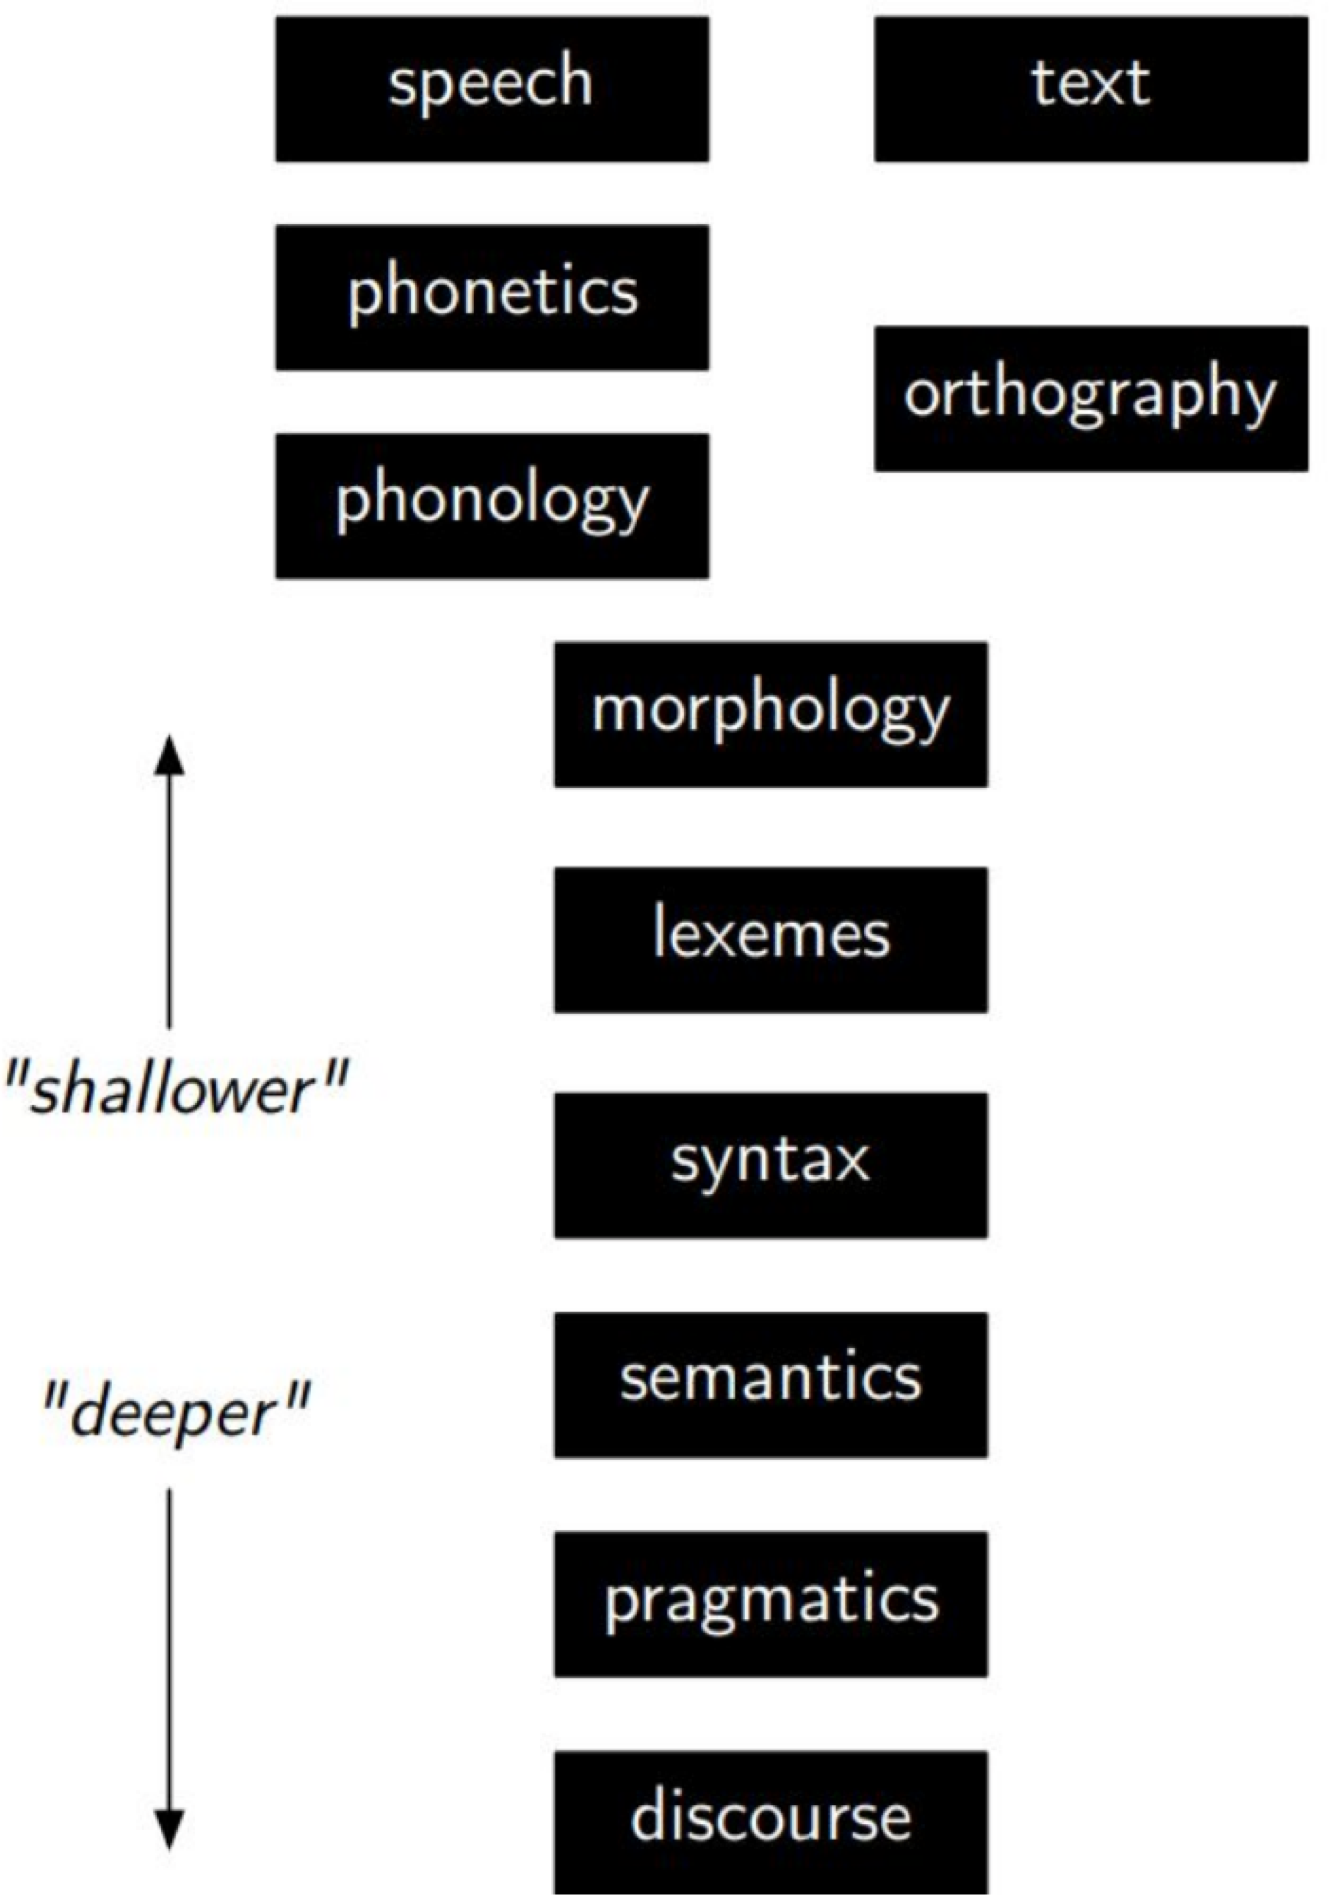 speech
text
phonetics
orthography
phonology
morphology
lexemes
"shallower"
syntax
semantics
"deeper"
pragmatics
discourse